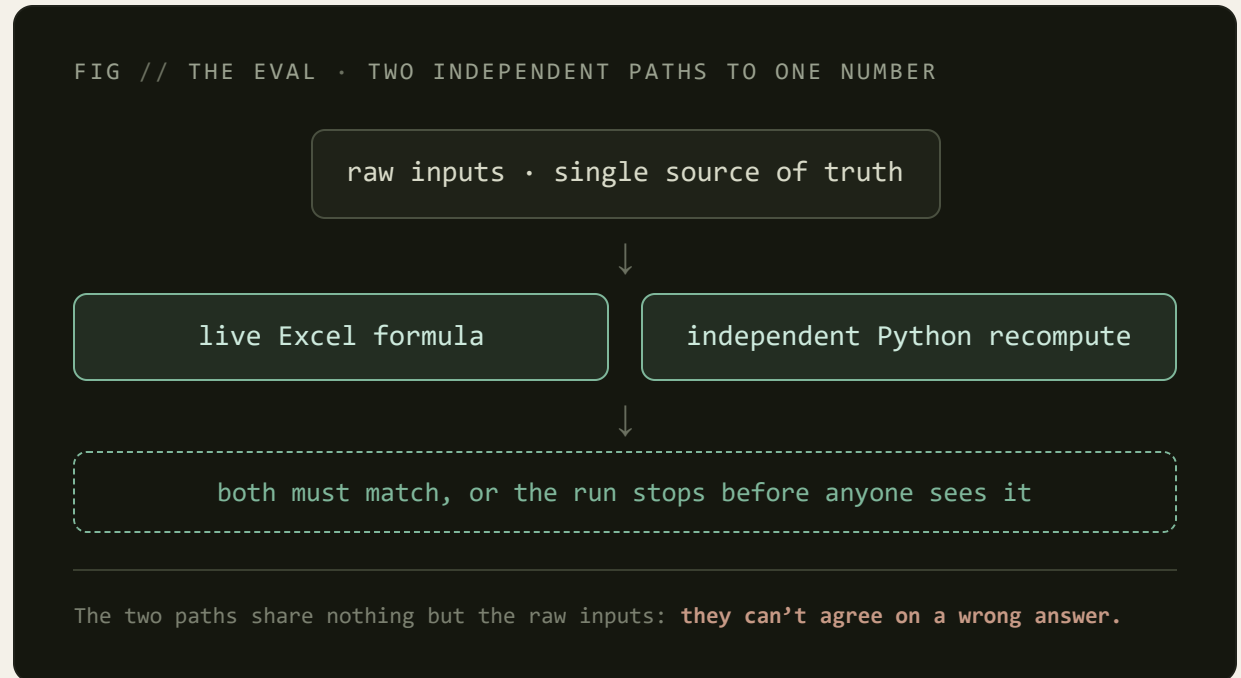 FIG // THE EVAL · TWO INDEPENDENT PATHS TO ONE NUMBER
raw inputs · single source of truth
↓
live Excel formula
independent Python recompute
↓
both must match, or the run stops before anyone sees it
The two paths share nothing but the raw inputs: they can’t agree on a wrong answer.